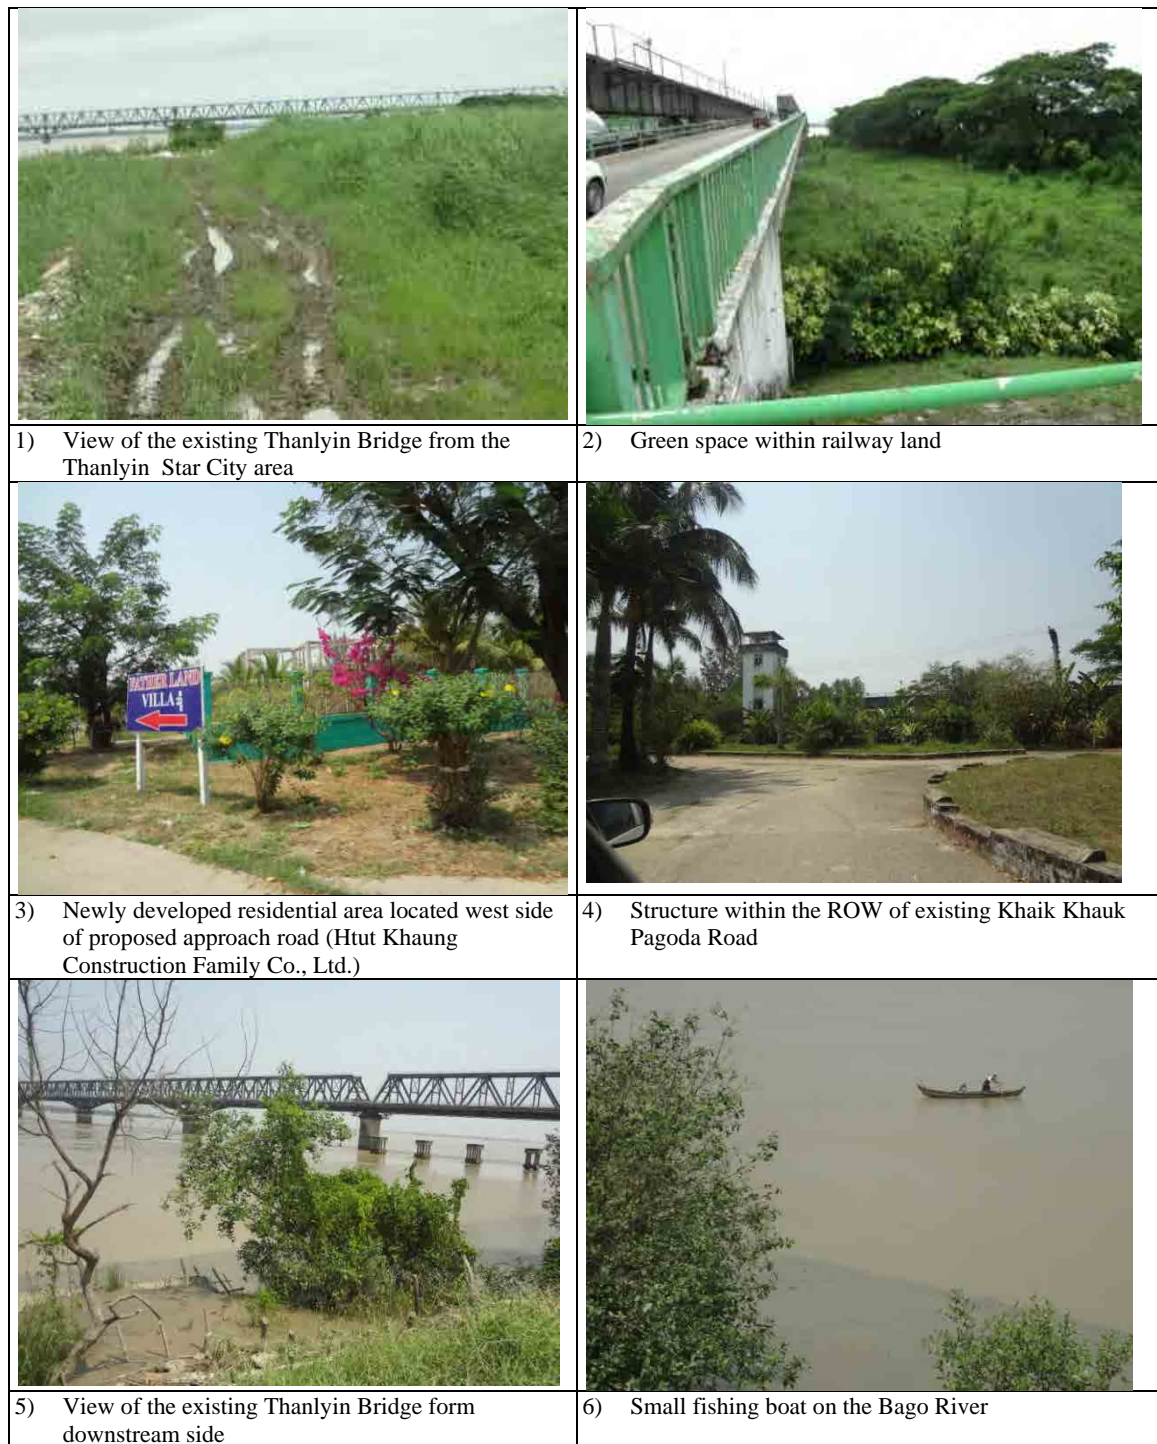 1) View of the existing Thanlyin Bridge from the
Thanlyin Star City area
2) Green space within railway land
FATHER LAND
VILLA
3) Newly developed residential area located west side
of proposed approach road (Htut Khaung
Construction Family Co., Ltd.)
4) Structure within the ROW of existing Khaik Khauk
Pagoda Road
5) View of the existing Thanlyin Bridge form
downstream side
6) Small fishing boat on the Bago River